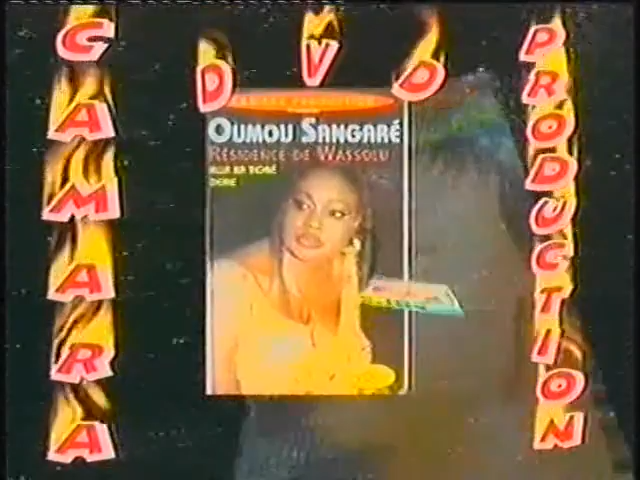 CAMARA
DVD
PRODUCTION
OUMOU SANGARÉ
RÉSIDENCE DE WASSOLU